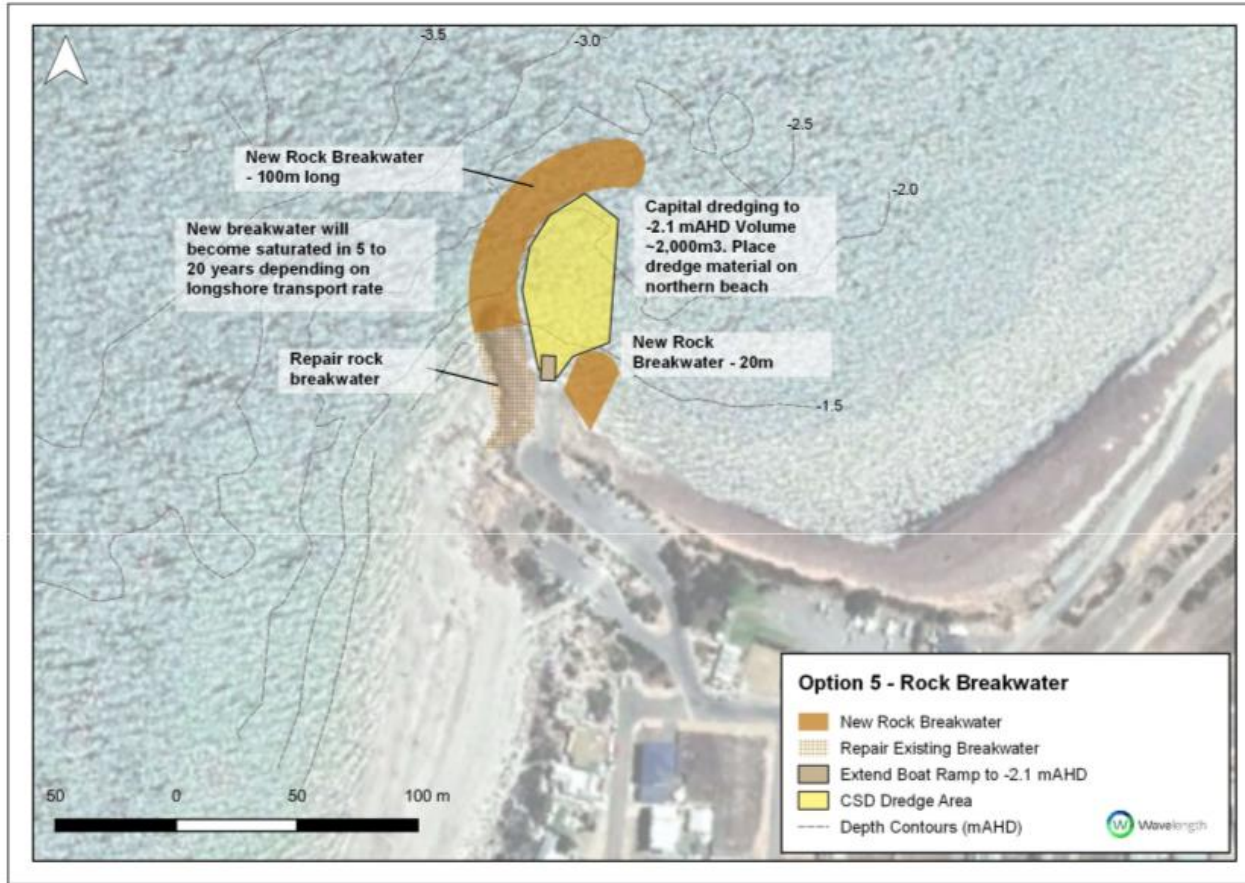 -3.5
-3.0
-2.5
-2.0
New Rock Breakwater
- 100m long
New breakwater will
become saturated in 5 to
20 years depending on
longshore transport rate
Capital dredging to
-2.1 mAHD Volume
~2,000m3. Place
dredge material on
northern beach
Repair rock
breakwater
New Rock
Breakwater - 20m
-1.5
50
0
50
100 m
Option 5 - Rock Breakwater
New Rock Breakwater
Repair Existing Breakwater
Extend Boat Ramp to -2.1 mAHD
CSD Dredge Area
Depth Contours (mAHD)
W Wavelength